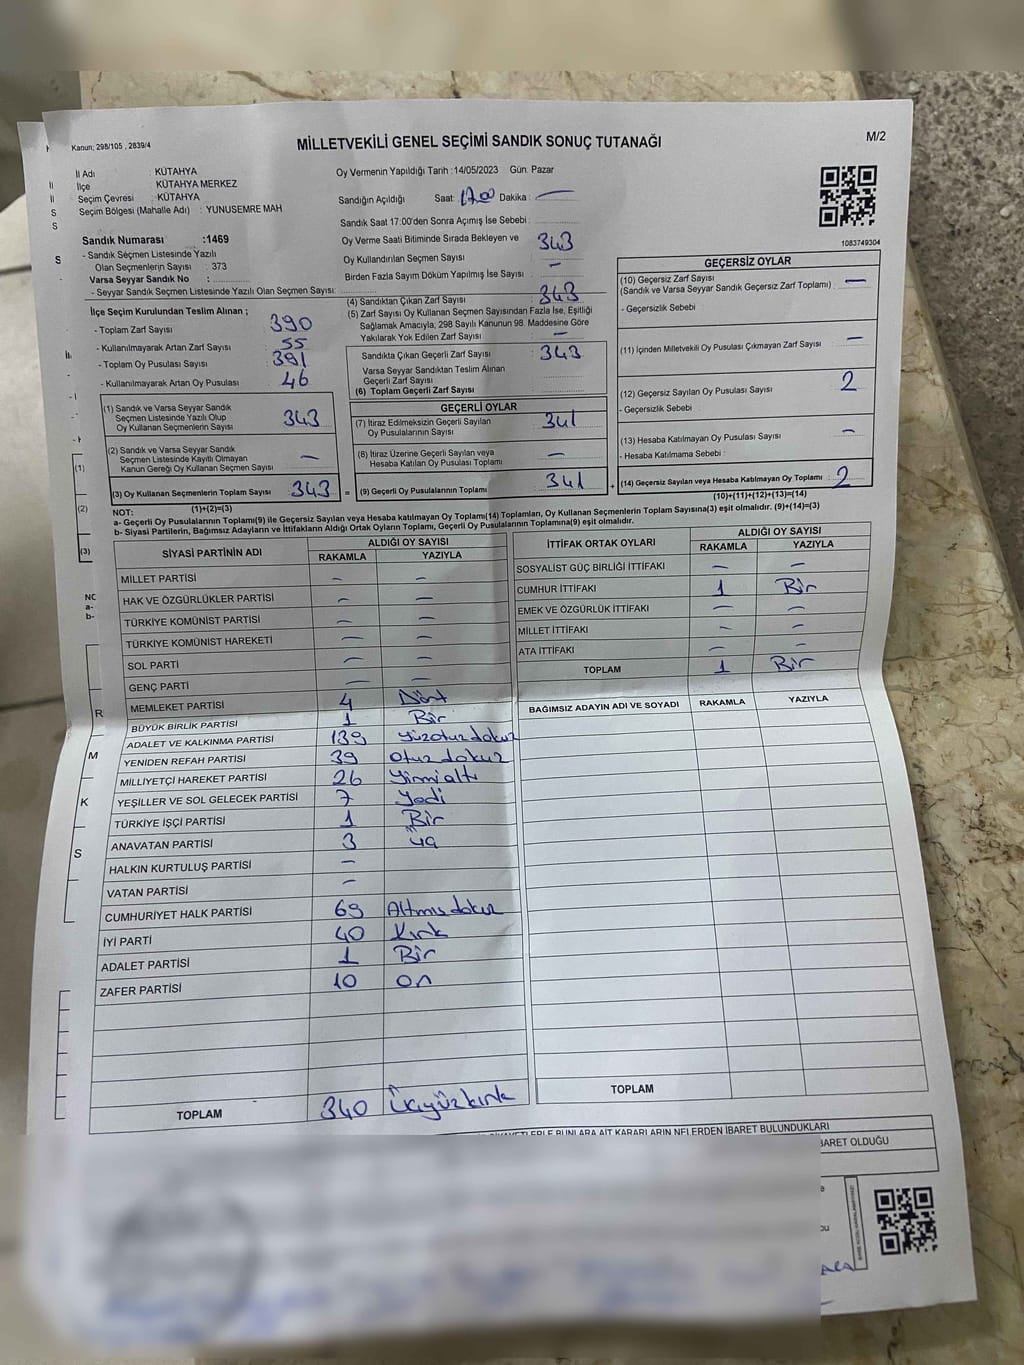 Kanun; 298/105 , 2839/4
MİLLETVEKİLİ GENEL SEÇİMİ SANDIK SONUÇ TUTANAĞI
M/2
İl Adı KÜTAHYA
İlçe KÜTAHYA MERKEZ
Seçim Çevresi : KÜTAHYA
Seçim Bölgesi (Mahalle Adı) : YUNUSEMRE MAH
Sandık Numarası :1469
- Sandık Seçmen Listesinde Yazılı
Olan Seçmenlerin Sayısı : 373
Varsa Seyyar Sandık No :
- Seyyar Sandık Seçmen Listesinde Yazılı Olan Seçmen Sayısı:
İlçe Seçim Kurulundan Teslim Alınan ;
- Toplam Zarf Sayısı 390
- Kullanılmayarak Artan Zarf Sayısı 55
- Toplam Oy Pusulası Sayısı 391
- Kullanılmayarak Artan Oy Pusulası 46
(1) Sandık ve Varsa Seyyar Sandık
Seçmen Listesinde Yazılı Olup
Oy Kullanan Seçmenlerin Sayısı 343
(2) Sandık ve Varsa Seyyar Sandık
Seçmen Listesinde Kayıtlı Olmayan
Kanun Gereği Oy Kullanan Seçmen Sayısı —
(3) Oy Kullanan Seçmenlerin Toplam Sayısı 343 =
(1)+(2)=(3)
Oy Vermenin Yapıldığı Tarih :14/05/2023 Gün: Pazar
Sandığın Açıldığı Saat: 17.00 Dakika: —
Sandık Saat 17:00'den Sonra Açımış İse Sebebi :
Oy Verme Saati Bitiminde Sırada Bekleyen ve 343
Oy Kullandırılan Seçmen Sayısı
Birden Fazla Sayım Döküm Yapılmış İse Sayısı : —
(4) Sandıktan Çıkan Zarf Sayısı 343
(5) Zarf Sayısı Oy Kullanan Seçmen Sayısından Fazla İse, Eşitliği
Sağlamak Amacıyla; 298 Sayılı Kanunun 98. Maddesine Göre
Yakılarak Yok Edilen Zarf Sayısı : —
Sandıkta Çıkan Geçerli Zarf Sayısı 343
Varsa Seyyar Sandıktan Teslim Alınan
Geçerli Zarf Sayısı
(6) Toplam Geçerli Zarf Sayısı
GEÇERLİ OYLAR
(7) İtiraz Edilmeksizin Geçerli Sayılan
Oy Pusulalarının Sayısı 341
(8) İtiraz Üzerine Geçerli Sayılan veya
Hesaba Katılan Oy Pusulası Toplamı —
(9) Geçerli Oy Pusulalarının Toplamı 341 +
1083749304
GEÇERSİZ OYLAR
(10) Geçersiz Zarf Sayısı
(Sandık ve Varsa Seyyar Sandık Geçersiz Zarf Toplamı) : —
- Geçersizlik Sebebi
(11) İçinden Milletvekili Oy Pusulası Çıkmayan Zarf Sayısı —
(12) Geçersiz Sayılan Oy Pusulası Sayısı 2
- Geçersizlik Sebebi :
(13) Hesaba Katılmayan Oy Pusulası Sayısı —
- Hesaba Katılmama Sebebi :
(14) Geçersiz Sayılan veya Hesaba Katılmayan Oy Toplamı : 2
(10)+(11)+(12)+(13)=(14)
NOT:
a- Geçerli Oy Pusulalarının Toplamı(9) ile Geçersiz Sayılan veya Hesaba Katılmayan Oy Toplamı(14) Toplamları, Oy Kullanan Seçmenlerin Toplam Sayısına(3) eşit olmalıdır. (9)+(14)=(3)
b- Siyasi Partilerin, Bağımsız Adayların ve İttifakların Aldığı Ortak Oyların Toplamı, Geçerli Oy Pusulalarının Toplamına(9) eşit olmalıdır.
SİYASİ PARTİNİN ADI ALDIĞI OY SAYISI
RAKAMLA YAZIYLA
MİLLET PARTİSİ — —
HAK VE ÖZGÜRLÜKLER PARTİSİ — —
TÜRKİYE KOMÜNİST PARTİSİ — —
TÜRKİYE KOMÜNİST HAREKETİ — —
SOL PARTİ — —
GENÇ PARTİ — —
MEMLEKET PARTİSİ 4 Dört
BÜYÜK BİRLİK PARTİSİ 1 Bir
ADALET VE KALKINMA PARTİSİ 139 Yüzotuzdokuz
YENİDEN REFAH PARTİSİ 39 otuzdokuz
MİLLİYETÇİ HAREKET PARTİSİ 26 Yirmialtı
YEŞİLLER VE SOL GELECEK PARTİSİ 7 Yedi
TÜRKİYE İŞÇİ PARTİSİ 1 Bir
ANAVATAN PARTİSİ 3 üç
HALKIN KURTULUŞ PARTİSİ —
VATAN PARTİSİ —
CUMHURİYET HALK PARTİSİ 69 Altmışdokuz
İYİ PARTİ 40 Kırk
ADALET PARTİSİ 1 Bir
ZAFER PARTİSİ 10 on
TOPLAM 340 Üçyüzkırk
İTTİFAK ORTAK OYLARI ALDIĞI OY SAYISI
RAKAMLA YAZIYLA
SOSYALİST GÜÇ BİRLİĞİ İTTİFAKI — —
CUMHUR İTTİFAKI 1 Bir
EMEK VE ÖZGÜRLÜK İTTİFAKI — —
MİLLET İTTİFAKI — —
ATA İTTİFAKI — —
TOPLAM 1 Bir
BAĞIMSIZ ADAYIN ADI VE SOYADI RAKAMLA YAZIYLA
TOPLAM
BUNLARA AİT KARARLARIN NELERDEN İBARET BULUNDUKLARI
BARET OLDUĞU